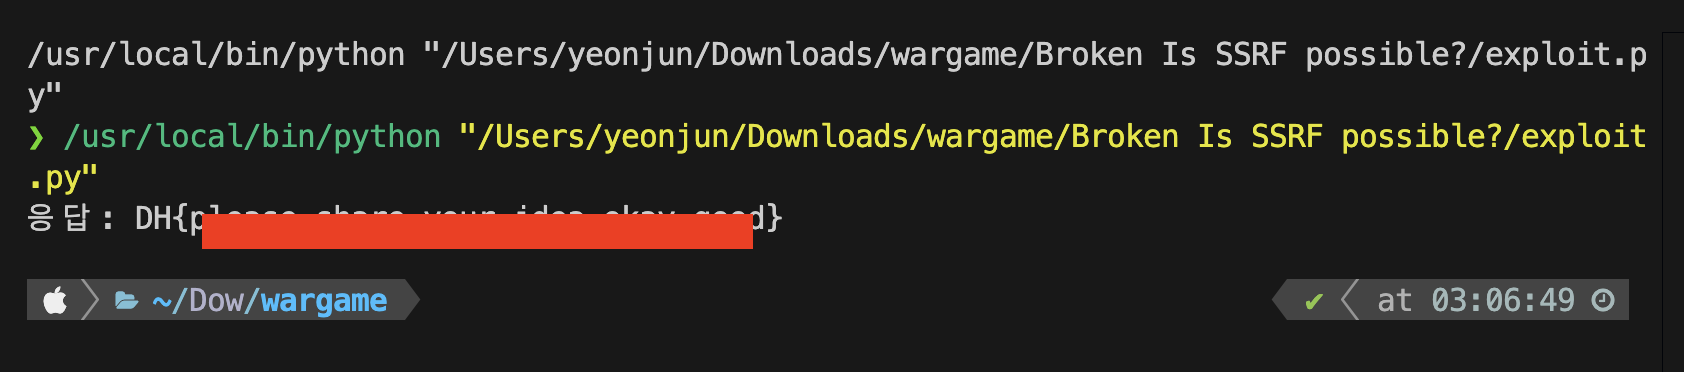 /usr/local/bin/python "/Users/yeonjun/Downloads/wargame/Broken Is SSRF possible?/exploit.p
y"
❯ /usr/local/bin/python "/Users/yeonjun/Downloads/wargame/Broken Is SSRF possible?/exploit
.py"
응답: DH{
~/Dow/wargame
✔ at 03:06:49